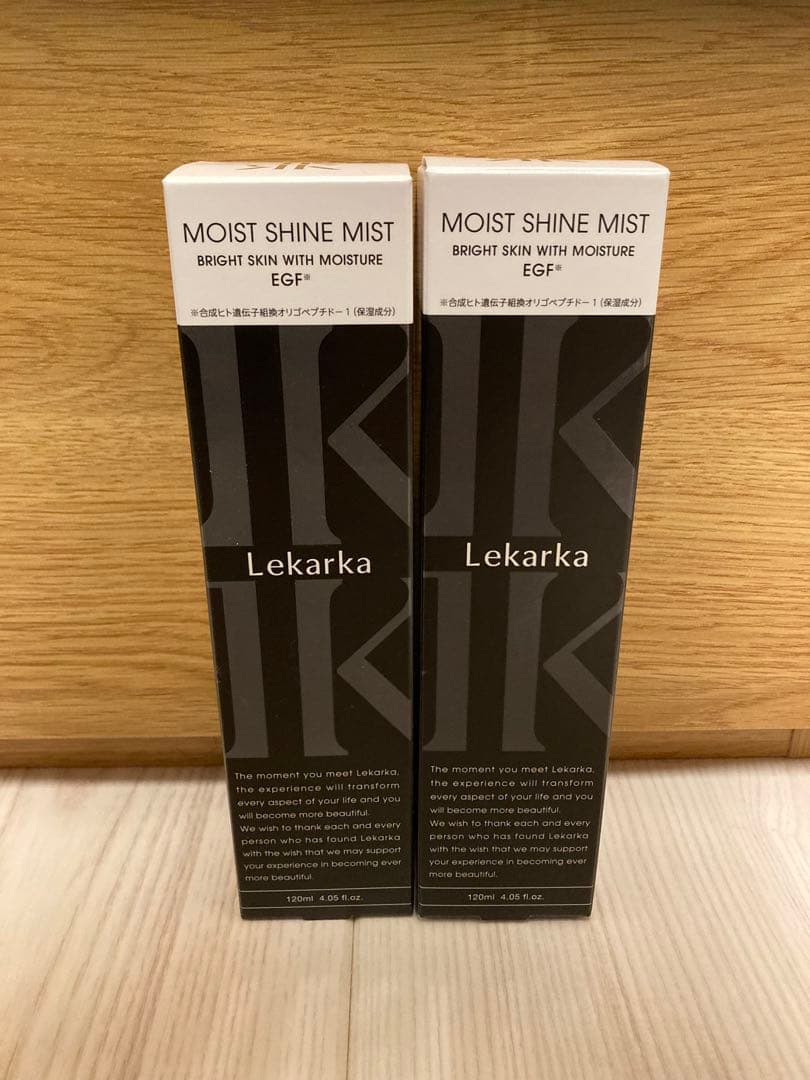 MOIST SHINE MIST
BRIGHT SKIN WITH MOISTURE
EGF※
※合成ヒト遺伝子組換オリゴペプチドー1(保湿成分)
Lekarka
The moment you meet Lekarka,
the experience will transform
every aspect of your life and you
will become more beautiful.
We wish to thank each and every
person who has found Lekarka
with the wish that we may support
your experience in becoming ever
more beautiful.
120ml 4.05 fl.oz.
MOIST SHINE MIST
BRIGHT SKIN WITH MOISTURE
EGF※
※合成ヒト遺伝子組換オリゴペプチドー1(保湿成分)
Lekarka
The moment you meet Lekarka,
the experience will transform
every aspect of your life and you
will become more beautiful.
We wish to thank each and every
person who has found Lekarka
with the wish that we may support
your experience in becoming ever
more beautiful.
120ml 4.05 fl.oz.